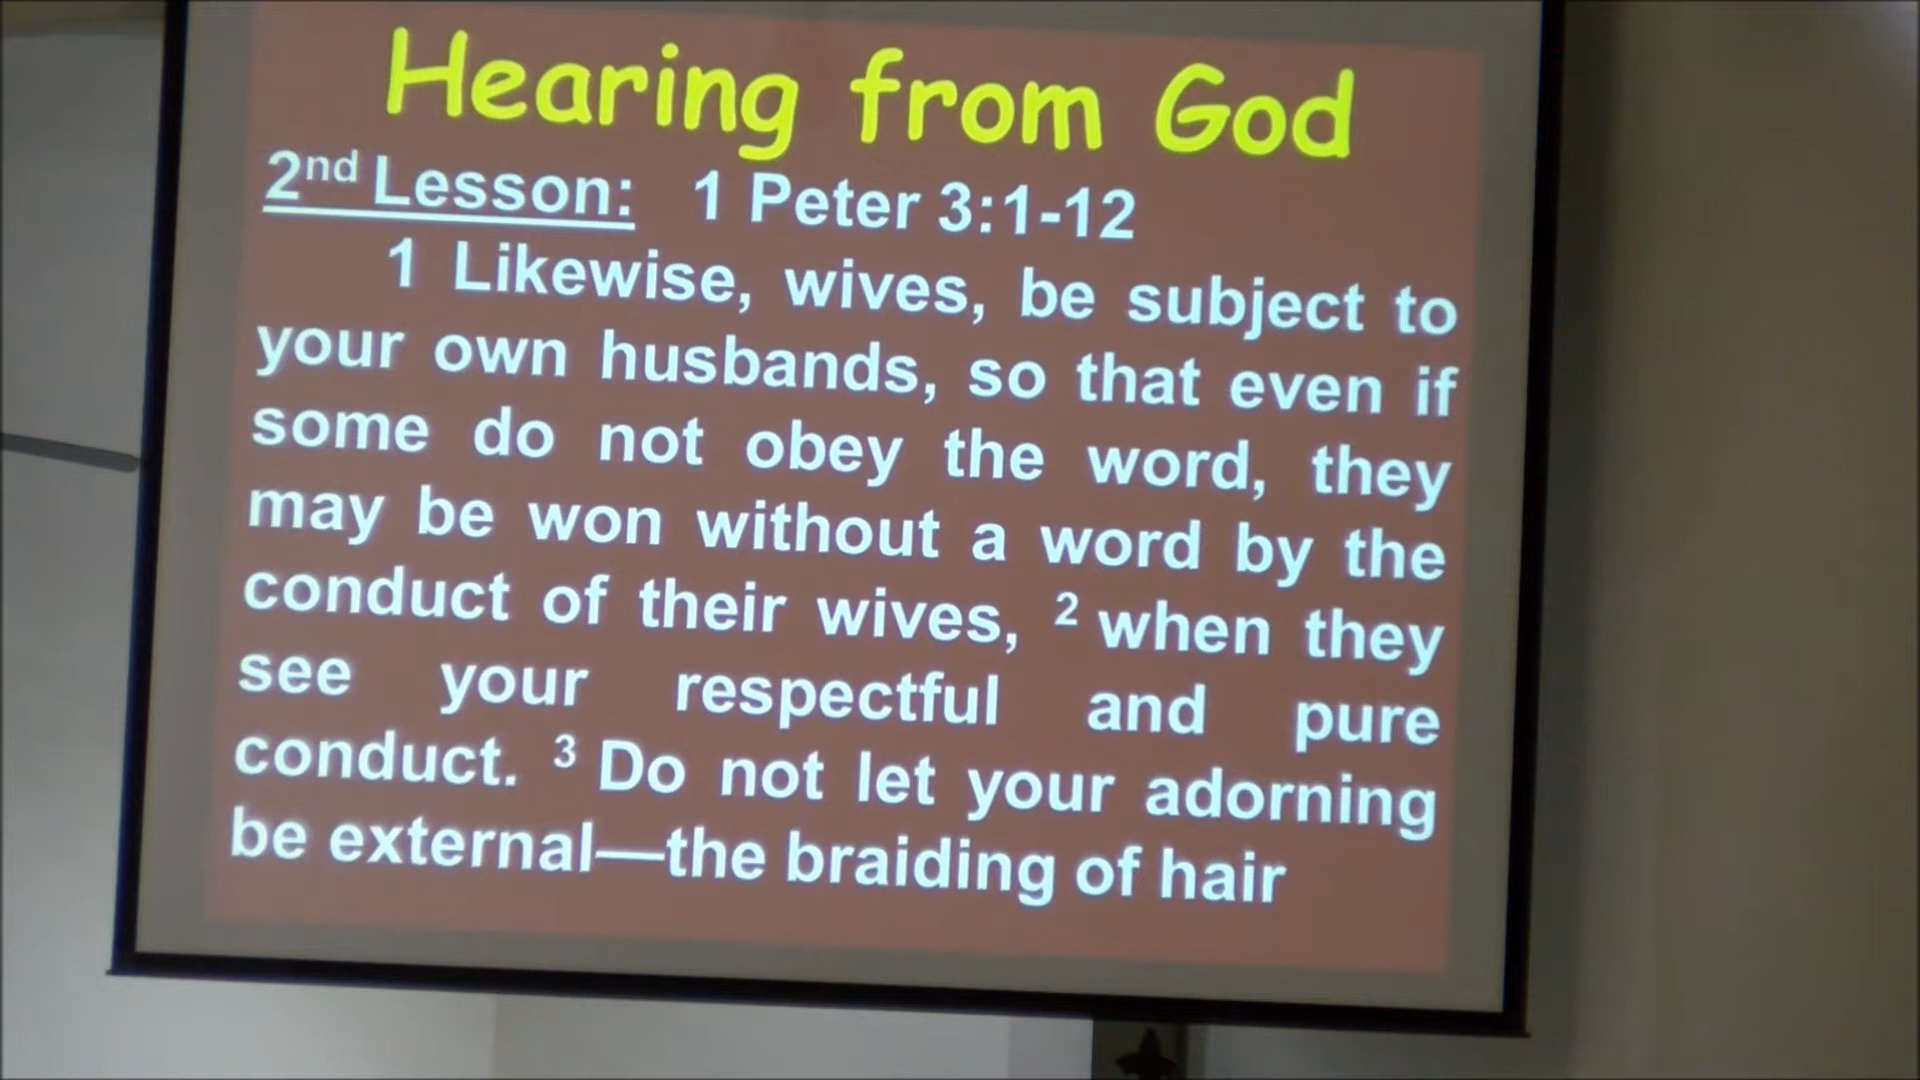 Hearing from God
2nd Lesson: 1 Peter 3:1-12
1 Likewise, wives, be subject to
your own husbands, so that even if
some do not obey the word, they
may be won without a word by the
conduct of their wives, 2 when they
see your respectful and pure
conduct. 3 Do not let your adorning
be external—the braiding of hair